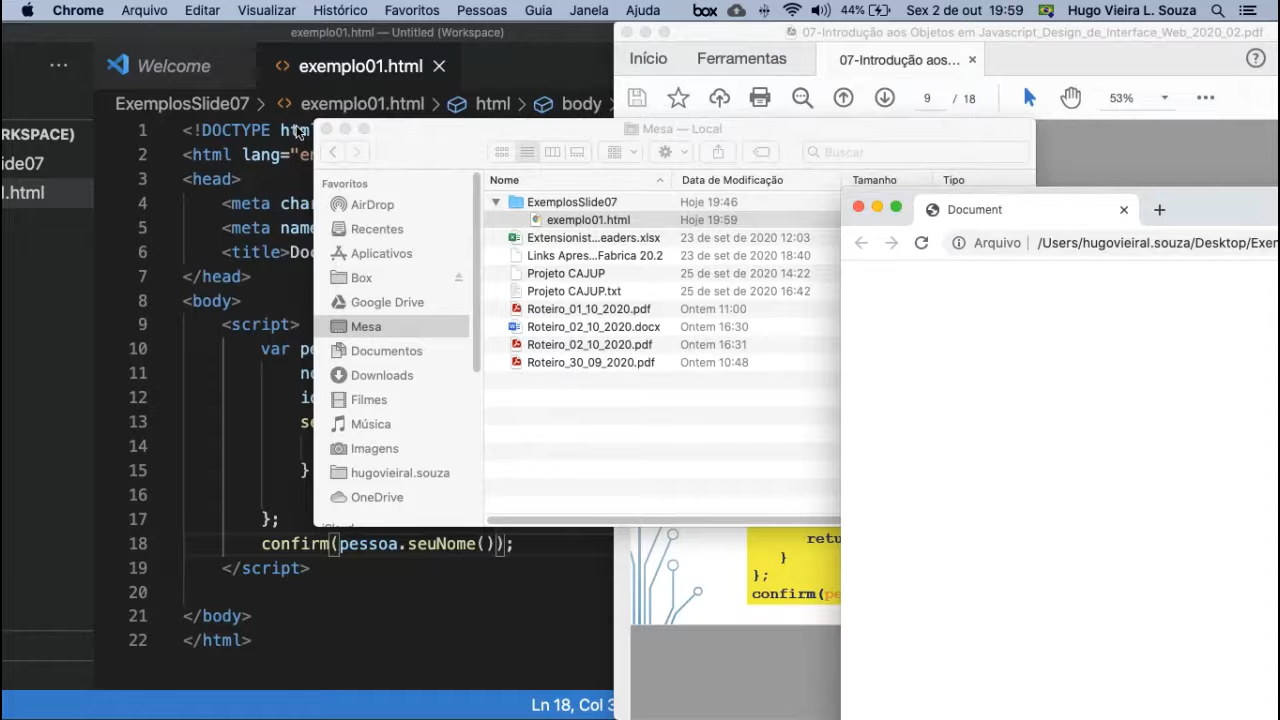 Chrome Arquivo Editar Visualizar Histórico Favoritos Pessoas Guia Janela Ajuda box 44% Sex 2 de out 19:59 Hugo Vieira L. Souza
exemplo01.html — Untitled (Workspace)
Welcome
exemplo01.html
ExemplosSlide07 > exemplo01.html > html > body >
RKSPACE)
lide07
1.html
1 <!DOCTYPE htm
2 <html lang="e
3 <head>
4 <meta cha
5 <meta name
6 <title>Doc
7 </head>
8 <body>
9 <script>
10 var pe
11 no
12 i
13 se
14
15 }
16
17 };
18 confirm(pessoa.seuNome());
19 </script>
20
21 </body>
22 </html>
Ln 18, Col 3
07-Introdução aos Objetos em Javascript_Design_de_Interface_Web_2020_02.pdf
Início Ferramentas 07-Introdução aos...
9 / 18 53%
Mesa — Local
Buscar
Favoritos
AirDrop
Recentes
Aplicativos
Box
Google Drive
Mesa
Documentos
Downloads
Filmes
Música
Imagens
hugovieiral.souza
OneDrive
iCloud
Nome Data de Modificação Tamanho Tipo
ExemplosSlide07 Hoje 19:46
exemplo01.html Hoje 19:59
Extensionist...eaders.xlsx 23 de set de 2020 12:03
Links Apres...Fabrica 20.2 23 de set de 2020 18:40
Projeto CAJUP 25 de set de 2020 14:22
Projeto CAJUP.txt 25 de set de 2020 16:42
Roteiro_01_10_2020.pdf Ontem 11:00
Roteiro_02_10_2020.docx Ontem 16:30
Roteiro_02_10_2020.pdf Ontem 16:31
Roteiro_30_09_2020.pdf Ontem 10:48
Document
Arquivo | /Users/hugovieiral.souza/Desktop/Exem
retu
}
};
confirm(pe